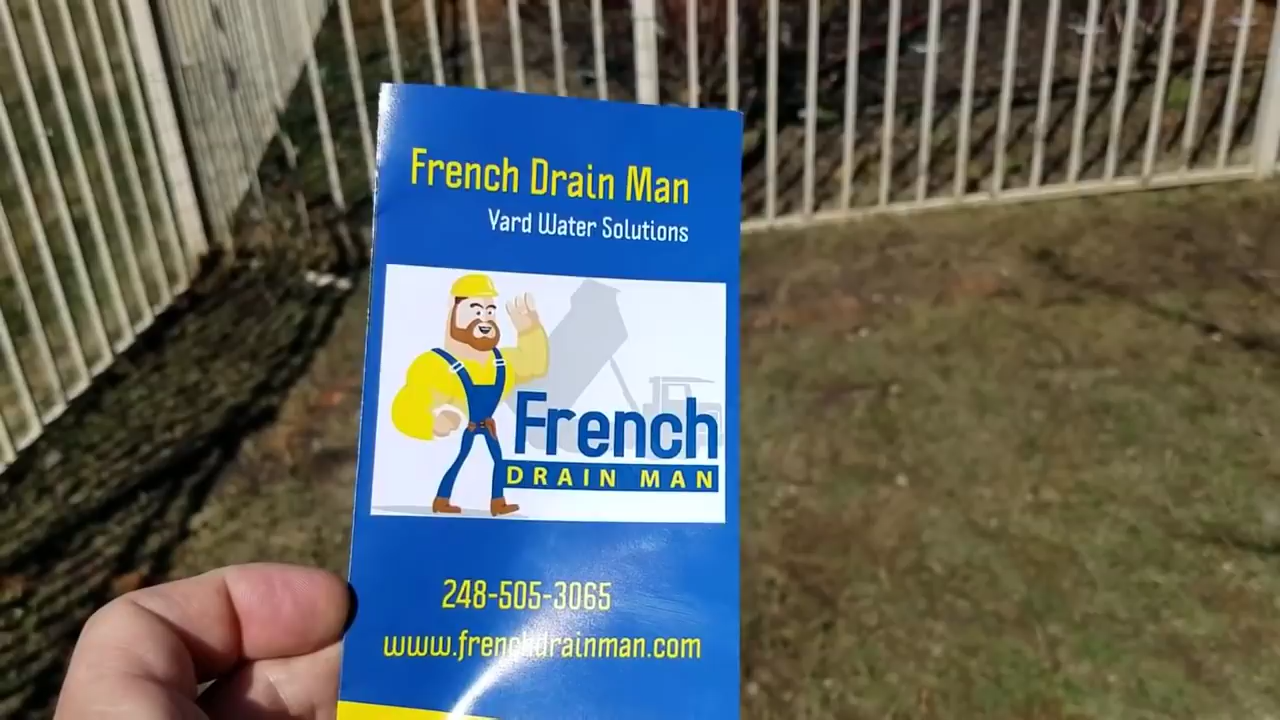 French Drain Man
Yard Water Solutions
French
DRAIN MAN
248-505-3065
www.frenchdrainman.com